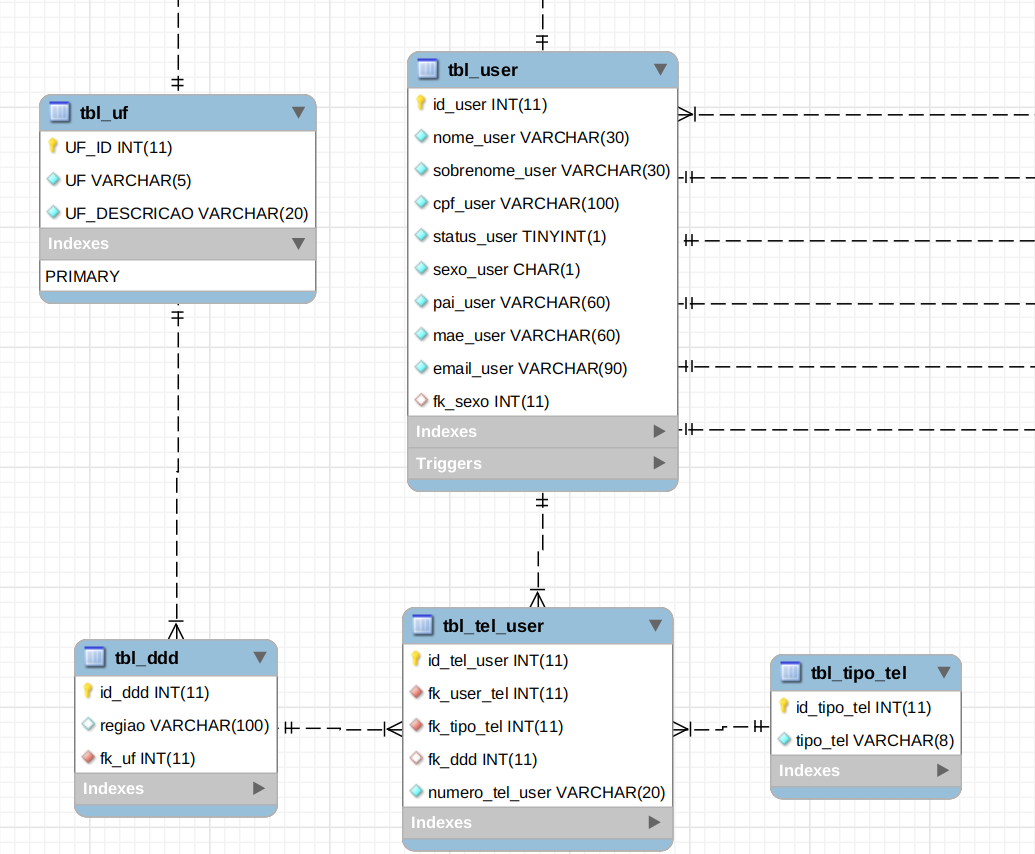 tbl_uf
UF_ID INT(11)
UF VARCHAR(5)
UF_DESCRICAO VARCHAR(20)
Indexes
PRIMARY
tbl_user
id_user INT(11)
nome_user VARCHAR(30)
sobrenome_user VARCHAR(30)
cpf_user VARCHAR(100)
status_user TINYINT(1)
sexo_user CHAR(1)
pai_user VARCHAR(60)
mae_user VARCHAR(60)
email_user VARCHAR(90)
fk_sexo INT(11)
Indexes
Triggers
tbl_ddd
id_ddd INT(11)
regiao VARCHAR(100)
fk_uf INT(11)
Indexes
tbl_tel_user
id_tel_user INT(11)
fk_user_tel INT(11)
fk_tipo_tel INT(11)
fk_ddd INT(11)
numero_tel_user VARCHAR(20)
Indexes
tbl_tipo_tel
id_tipo_tel INT(11)
tipo_tel VARCHAR(8)
Indexes